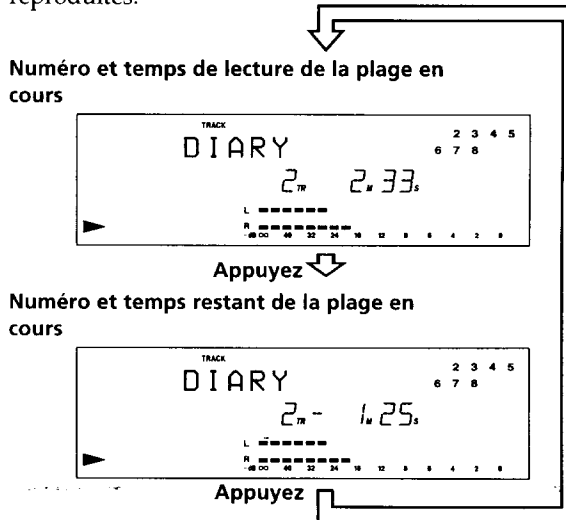 reproduites.
Numéro et temps de lecture de la plage en
cours
TRACK
DIARY
2 3 4 5
6 7 8
2TR 2M 33S
L
R
-dB ∞ 40 32 24 18 12 8 6 4 2 0
Appuyez
Numéro et temps restant de la plage en
cours
TRACK
DIARY
2 3 4 5
6 7 8
2TR - 1M 25S
L
R
-dB ∞ 40 32 24 18 12 8 6 4 2 0
Appuyez